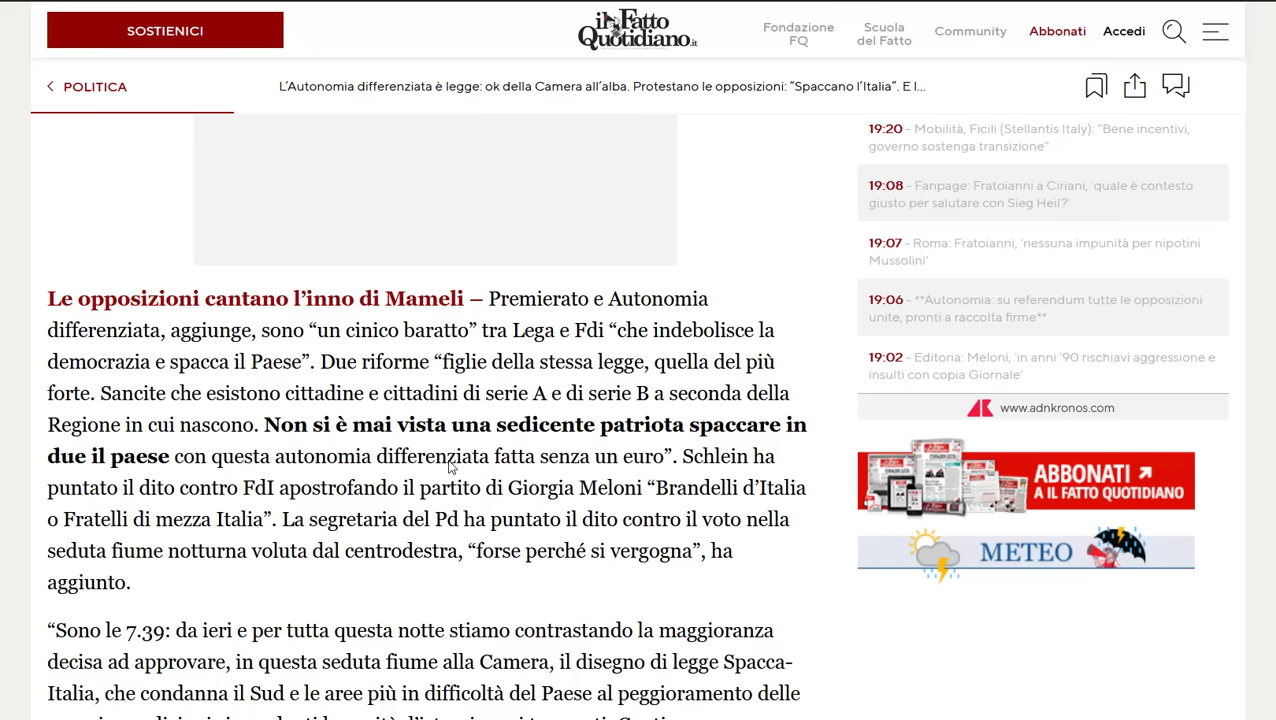 SOSTIENICI
il Fatto
Quotidiano.it
Fondazione
FQ
Scuola
del Fatto
Community
Abbonati
Accedi
POLITICA
L’Autonomia differenziata è legge: ok della Camera all’alba. Protestano le opposizioni: “Spaccano l’Italia”. E l...
Le opposizioni cantano l’inno di Mameli – Premierato e Autonomia
differenziata, aggiunge, sono “un cinico baratto” tra Lega e Fdi “che indebolisce la
democrazia e spacca il Paese”. Due riforme “figlie della stessa legge, quella del più
forte. Sancite che esistono cittadine e cittadini di serie A e di serie B a seconda della
Regione in cui nascono. Non si è mai vista una sedicente patriota spaccare in
due il paese con questa autonomia differenziata fatta senza un euro”. Schlein ha
puntato il dito contro FdI apostrofando il partito di Giorgia Meloni “Brandelli d’Italia
o Fratelli di mezza Italia”. La segretaria del Pd ha puntato il dito contro il voto nella
seduta fiume notturna voluta dal centrodestra, “forse perché si vergogna”, ha
aggiunto.
“Sono le 7.39: da ieri e per tutta questa notte stiamo contrastando la maggioranza
decisa ad approvare, in questa seduta fiume alla Camera, il disegno di legge Spacca-
Italia, che condanna il Sud e le aree più in difficoltà del Paese al peggioramento delle
19:20 - Mobilità, Ficili (Stellantis Italy): "Bene incentivi,
governo sostenga transizione"
19:08 - Fanpage: Fratoianni a Ciriani, 'quale è contesto
giusto per salutare con Sieg Heil?'
19:07 - Roma: Fratoianni, 'nessuna impunità per nipotini
Mussolini'
19:06 - **Autonomia: su referendum tutte le opposizioni
unite, pronti a raccolta firme**
19:02 - Editoria: Meloni, 'in anni '90 rischiavi aggressione e
insulti con copia Giornale'
www.adnkronos.com
ABBONATI
A IL FATTO QUOTIDIANO
METEO